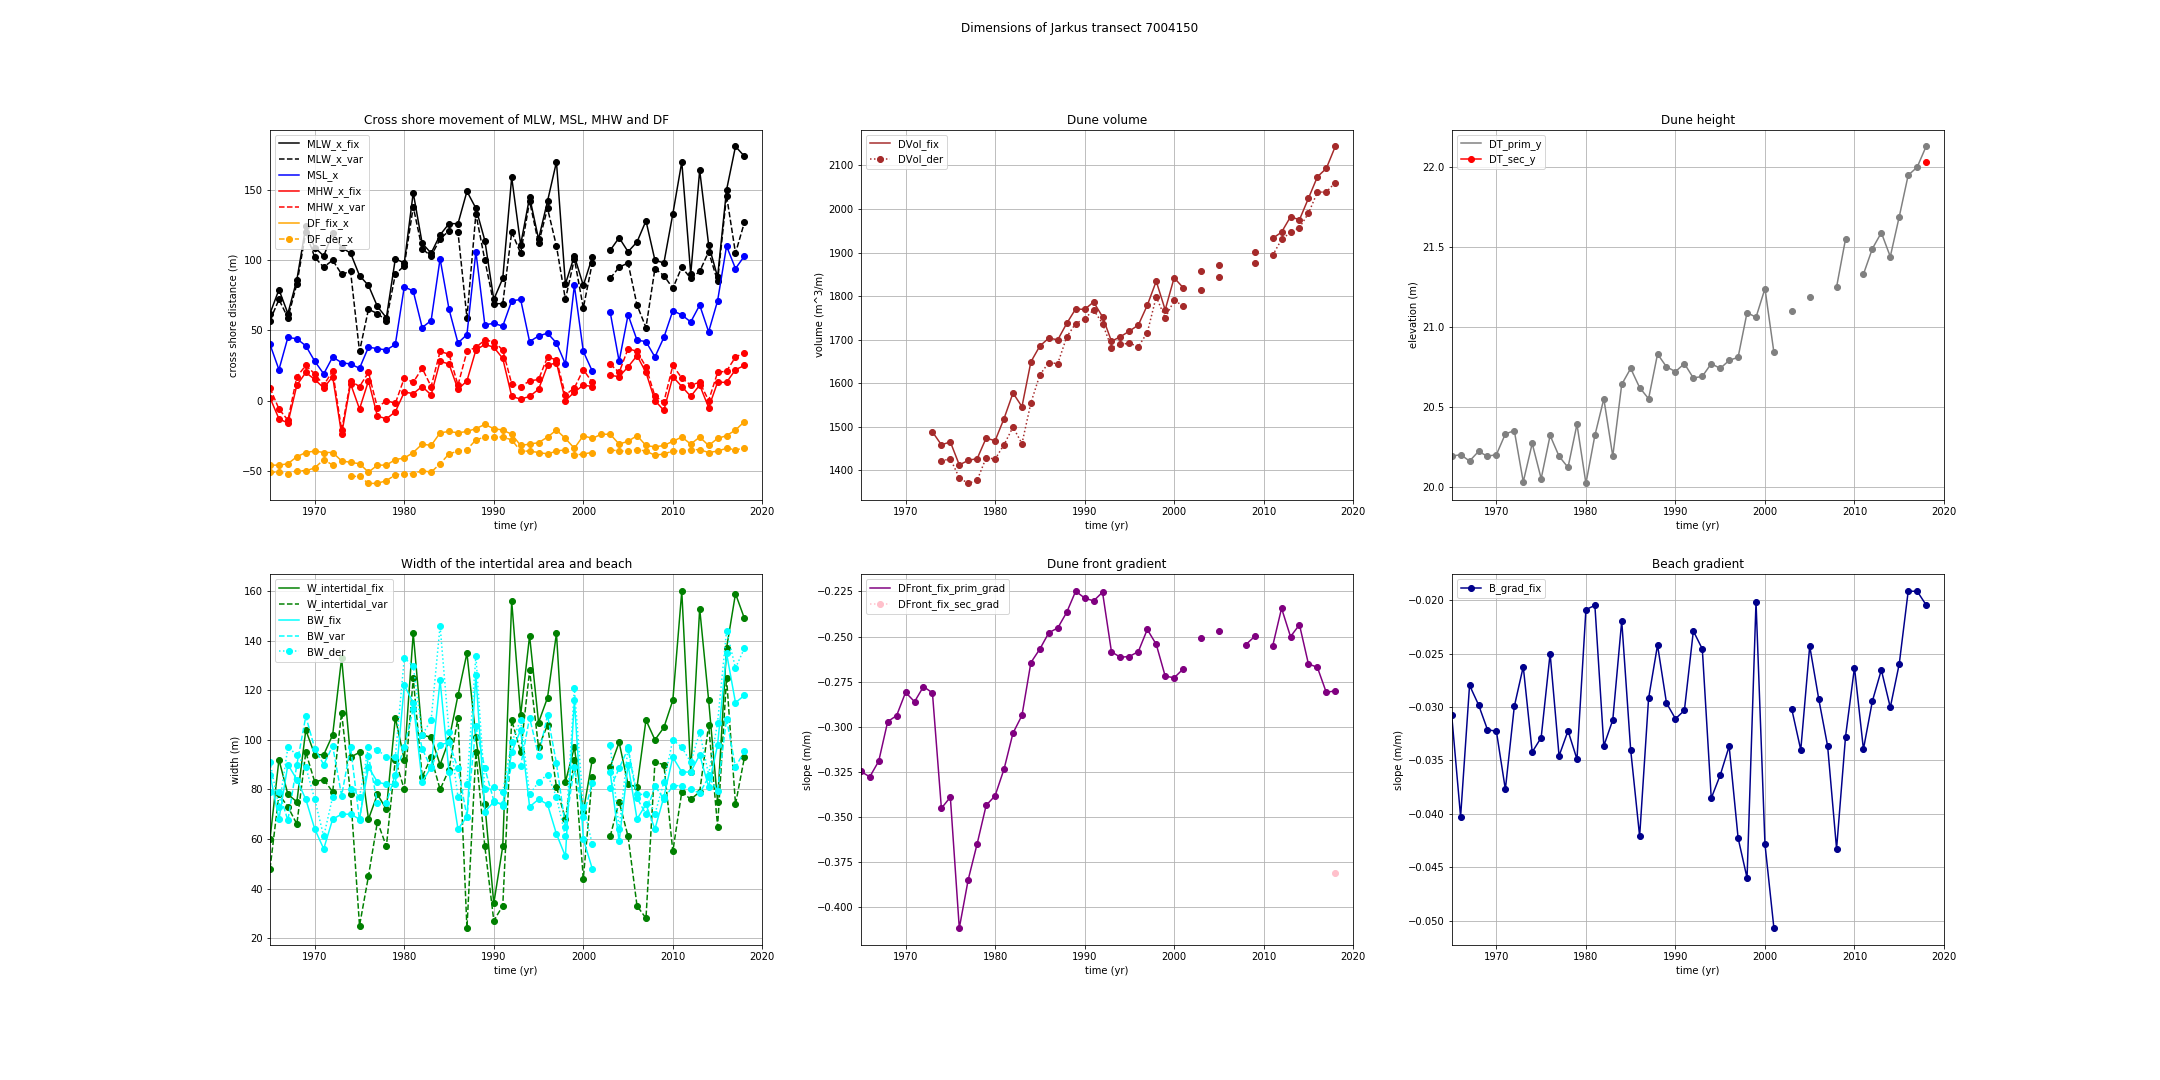 Dimensions of Jarkus transect 7004150
Cross shore movement of MLW, MSL, MHW and DF
MLW_x_fix
MLW_x_var
MSL_x
MHW_x_fix
MHW_x_var
DF_fix_x
DF_der_x
150
100
50
0
−50
cross shore distance (m)
1970 1980 1990 2000 2010 2020
time (yr)
Dune volume
DVol_fix
DVol_der
2100
2000
1900
1800
1700
1600
1500
1400
volume (m^3/m)
1970 1980 1990 2000 2010 2020
time (yr)
Dune height
DT_prim_y
DT_sec_y
22.0
21.5
21.0
20.5
20.0
elevation (m)
1970 1980 1990 2000 2010 2020
time (yr)
Width of the intertidal area and beach
W_intertidal_fix
W_intertidal_var
BW_fix
BW_var
BW_der
160
140
120
100
80
60
40
20
width (m)
1970 1980 1990 2000 2010 2020
time (yr)
Dune front gradient
DFront_fix_prim_grad
DFront_fix_sec_grad
−0.225
−0.250
−0.275
−0.300
−0.325
−0.350
−0.375
−0.400
slope (m/m)
1970 1980 1990 2000 2010 2020
time (yr)
Beach gradient
B_grad_fix
−0.020
−0.025
−0.030
−0.035
−0.040
−0.045
−0.050
slope (m/m)
1970 1980 1990 2000 2010 2020
time (yr)